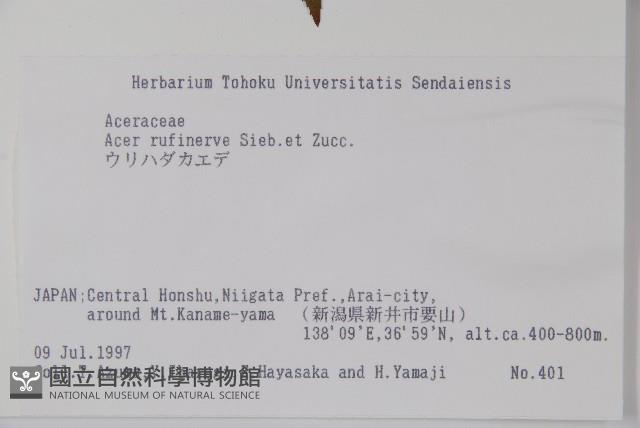 Herbarium Tohoku Universitatis Sendaiensis
Aceraceae
Acer rufinerve Sieb.et Zucc.
ウリハダカエデ
JAPAN;Central Honshu,Niigata Pref.,Arai-city,
around Mt.Kaname-yama (新潟県新井市要山)
138ﾟ09'E,36ﾟ59'N, alt.ca.400-800m.
09 Jul.1997
Hayasaka and H.Yamaji No.401
國立自然科學博物館
NATIONAL MUSEUM OF NATURAL SCIENCE